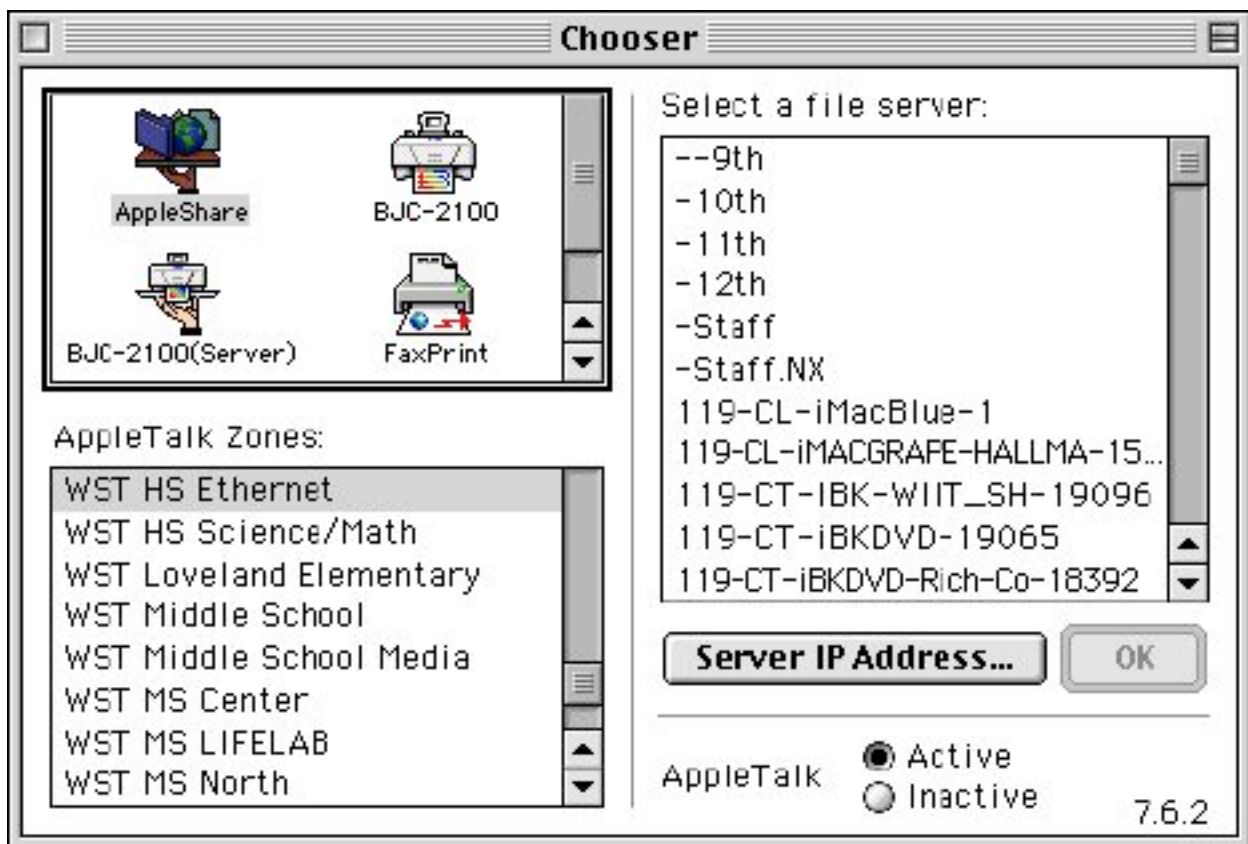 Chooser
AppleShare
BJC-2100
BJC-2100(Server)
FaxPrint
AppleTalk Zones:
WST HS Ethernet
WST HS Science/Math
WST Loveland Elementary
WST Middle School
WST Middle School Media
WST MS Center
WST MS LIFELAB
WST MS North
Select a file server:
--9th
-10th
-11th
-12th
-Staff
-Staff.NX
119-CL-iMacBlue-1
119-CL-iMACGRAPE-HALLMA-15...
119-CT-IBK-WIIT_SH-19096
119-CT-iBKDVD-19065
119-CT-iBKDVD-Rich-Co-18392
Server IP Address...
OK
AppleTalk
Active
Inactive
7.6.2